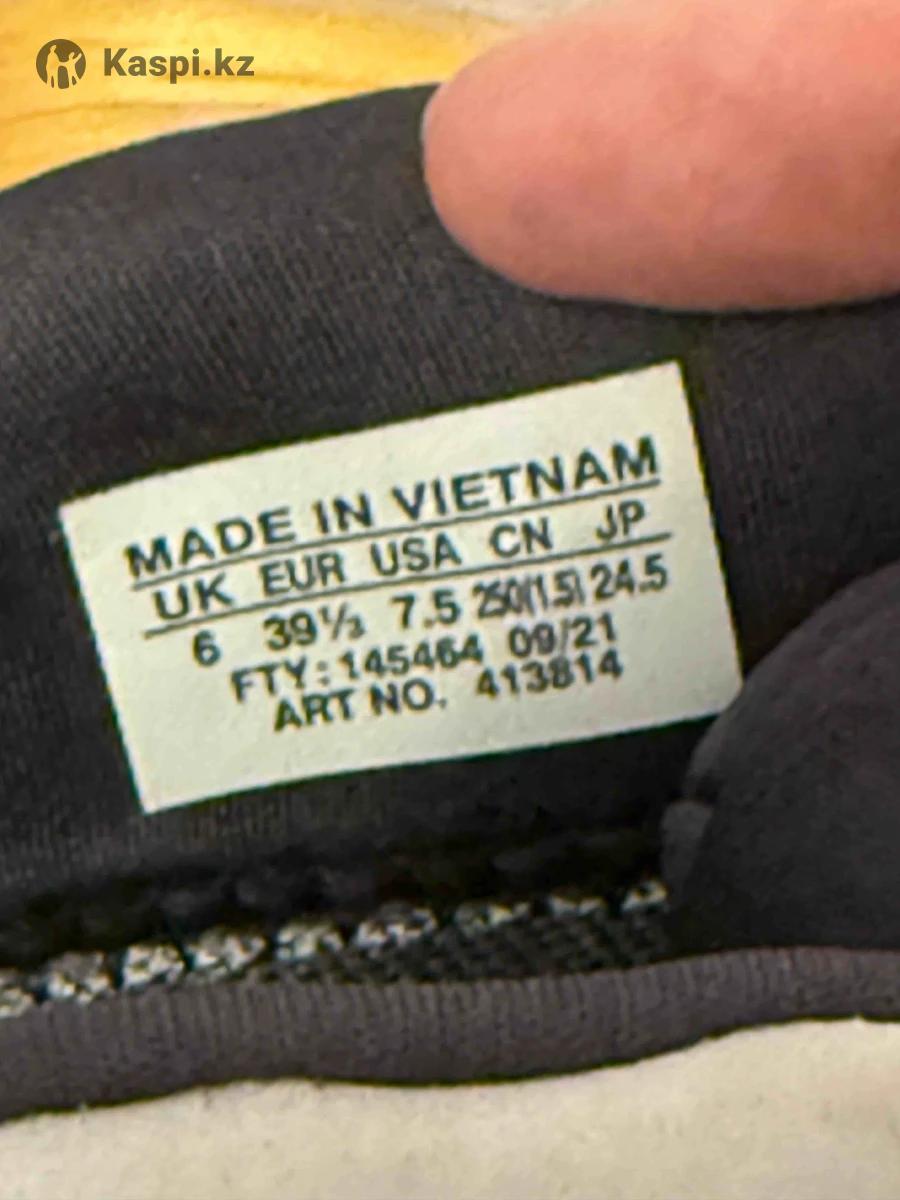 Kaspi.kz
MADE IN VIETNAM
UK EUR USA CN JP
6 39½ 7.5 250(1.5) 24.5
FTY: 145464 09/21
ART NO. 413814